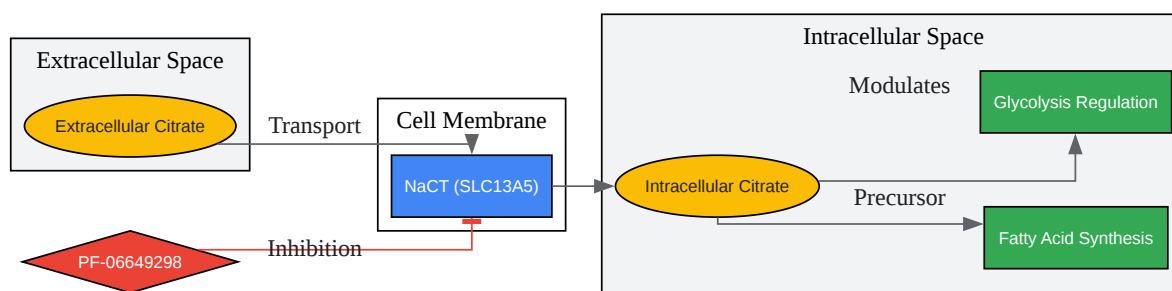 Intracellular Space
Extracellular Space
Modulates
Glycolysis Regulation
Extracellular Citrate
Transport
Cell Membrane
NaCT (SLC13A5)
Intracellular Citrate
Precursor
Fatty Acid Synthesis
Inhibition
PF-06649298